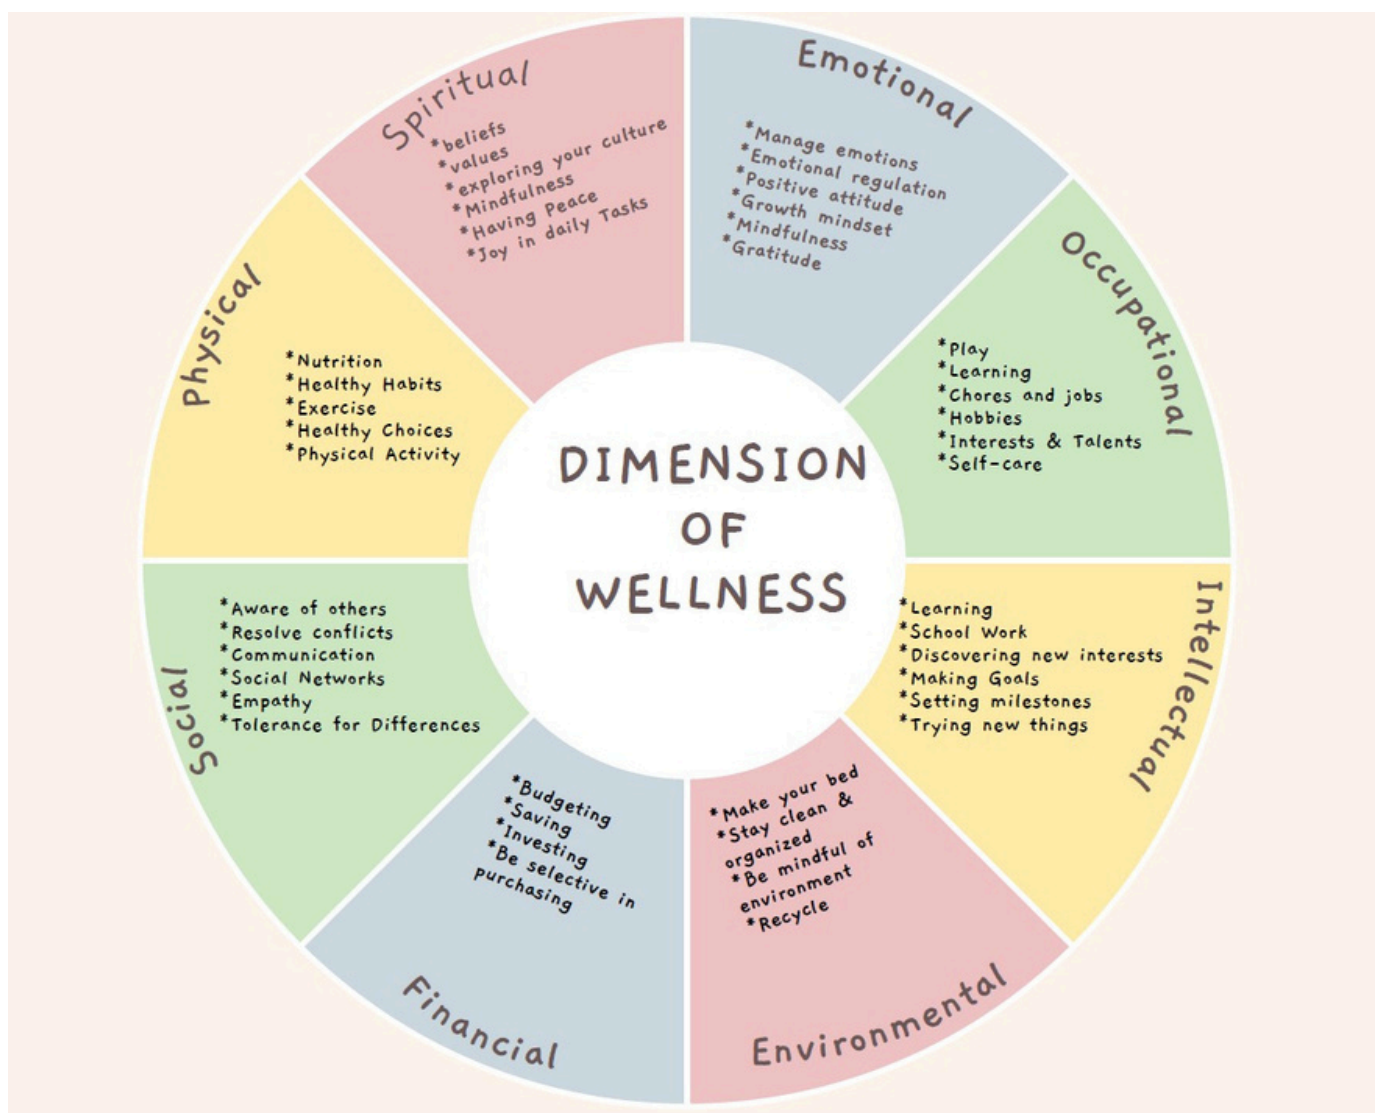 DIMENSION
OF
WELLNESS
Emotional
*Manage emotions
*Emotional regulation
*Positive attitude
*Growth mindset
*Mindfulness
*Gratitude
Occupational
*Play
*Learning
*Chores and jobs
*Hobbies
*Interests & Talents
*Self-care
Intellectual
*Learning
*School Work
*Discovering new interests
*Making Goals
*Setting milestones
*Trying new things
Environmental
*Make your bed
*Stay clean &
organized
*Be mindful of
environment
*Recycle
Financial
*Budgeting
*Saving
*Investing
*Be selective in
purchasing
Social
*Aware of others
*Resolve conflicts
*Communication
*Social Networks
*Empathy
*Tolerance for Differences
Physical
*Nutrition
*Healthy Habits
*Exercise
*Healthy Choices
*Physical Activity
Spiritual
*beliefs
*values
*exploring your culture
*Mindfulness
*Having Peace
*Joy in daily Tasks